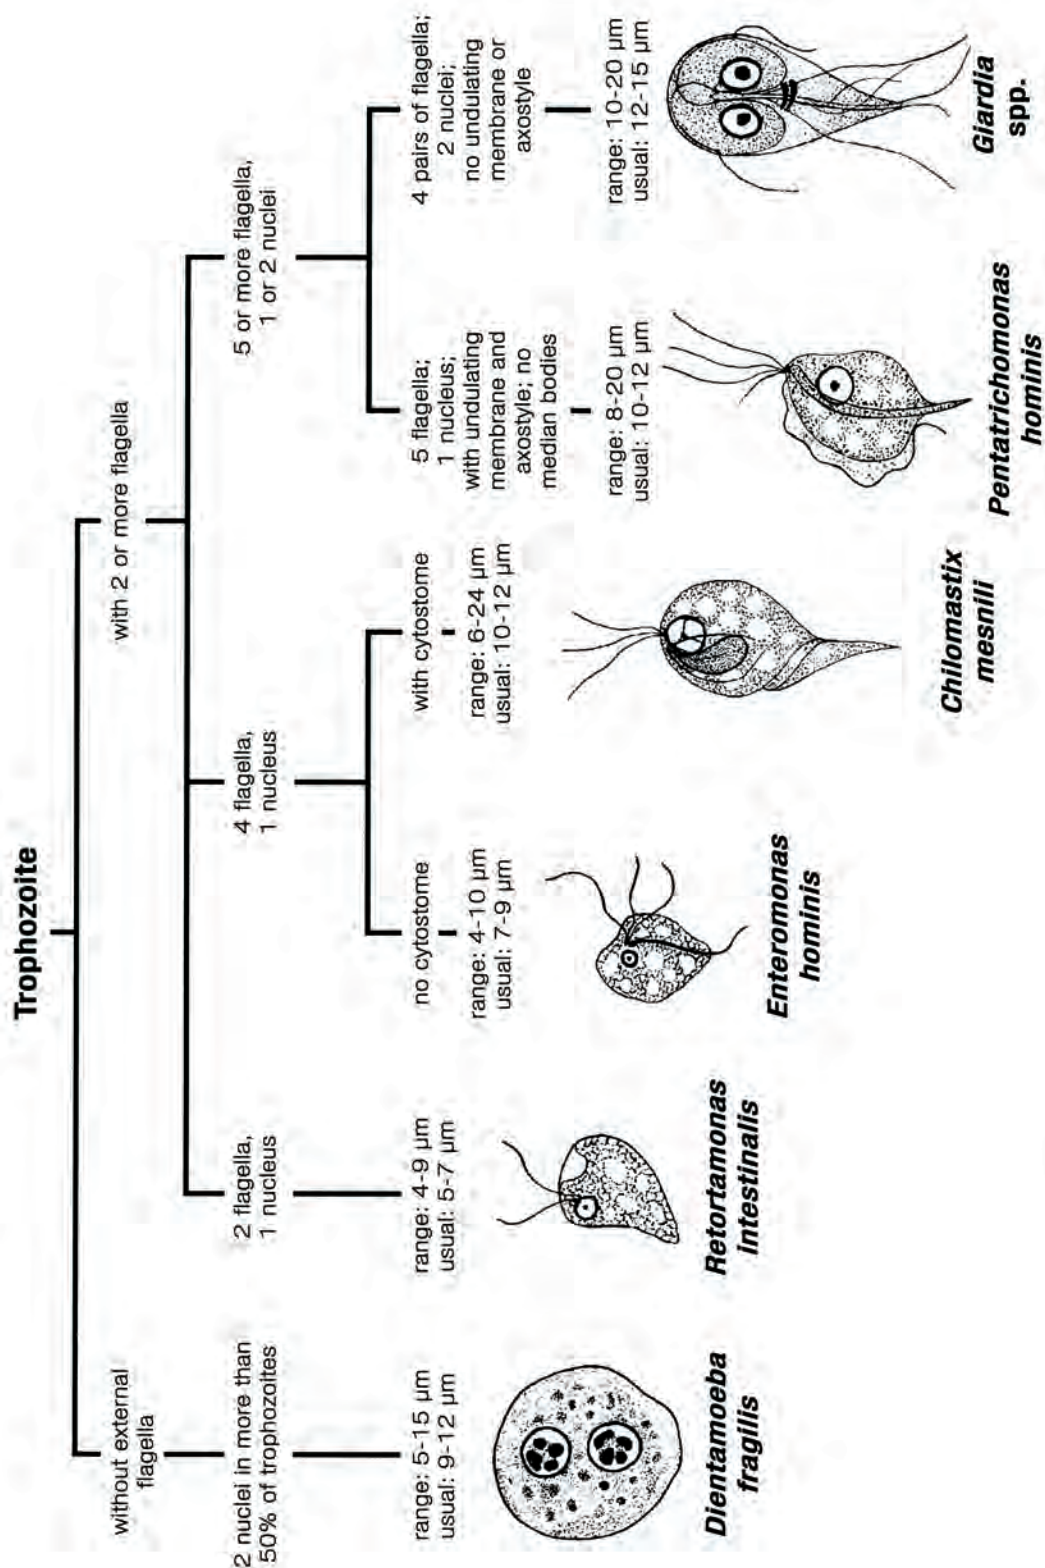 Trophozoite
without external
flagella
with 2 or more flagella
2 nuclei in more than
50% of trophozoites
2 flagella,
1 nucleus
4 flagella,
1 nucleus
5 or more flagella,
1 or 2 nuclei
no cytostome
with cytostome
5 flagella;
1 nucleus;
with undulating
membrane and
axostyle; no
median bodies
4 pairs of flagella;
2 nuclei;
no undulating
membrane or
axostyle
range: 5-15 µm
usual: 9-12 µm
range: 4-9 µm
usual: 5-7 µm
range: 4-10 µm
usual: 7-9 µm
range: 6-24 µm
usual: 10-12 µm
range: 8-20 µm
usual: 10-12 µm
range: 10-20 µm
usual: 12-15 µm
Dientamoeba
fragilis
Retortamonas
intestinalis
Enteromonas
hominis
Chilomastix
mesnili
Pentatrichomonas
hominis
Giardia
spp.